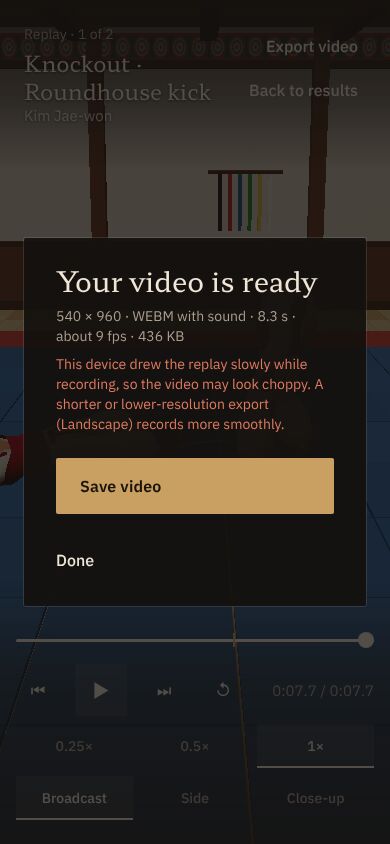 Replay · 1 of 2
Export video
Knockout ·
Roundhouse kick
Back to results
Kim Jae-won
Your video is ready
540 × 960 · WEBM with sound · 8.3 s ·
about 9 fps · 436 KB
This device drew the replay slowly while
recording, so the video may look choppy. A
shorter or lower-resolution export
(Landscape) records more smoothly.
Save video
Done
0:07.7 / 0:07.7
0.25×
0.5×
1×
Broadcast
Side
Close-up